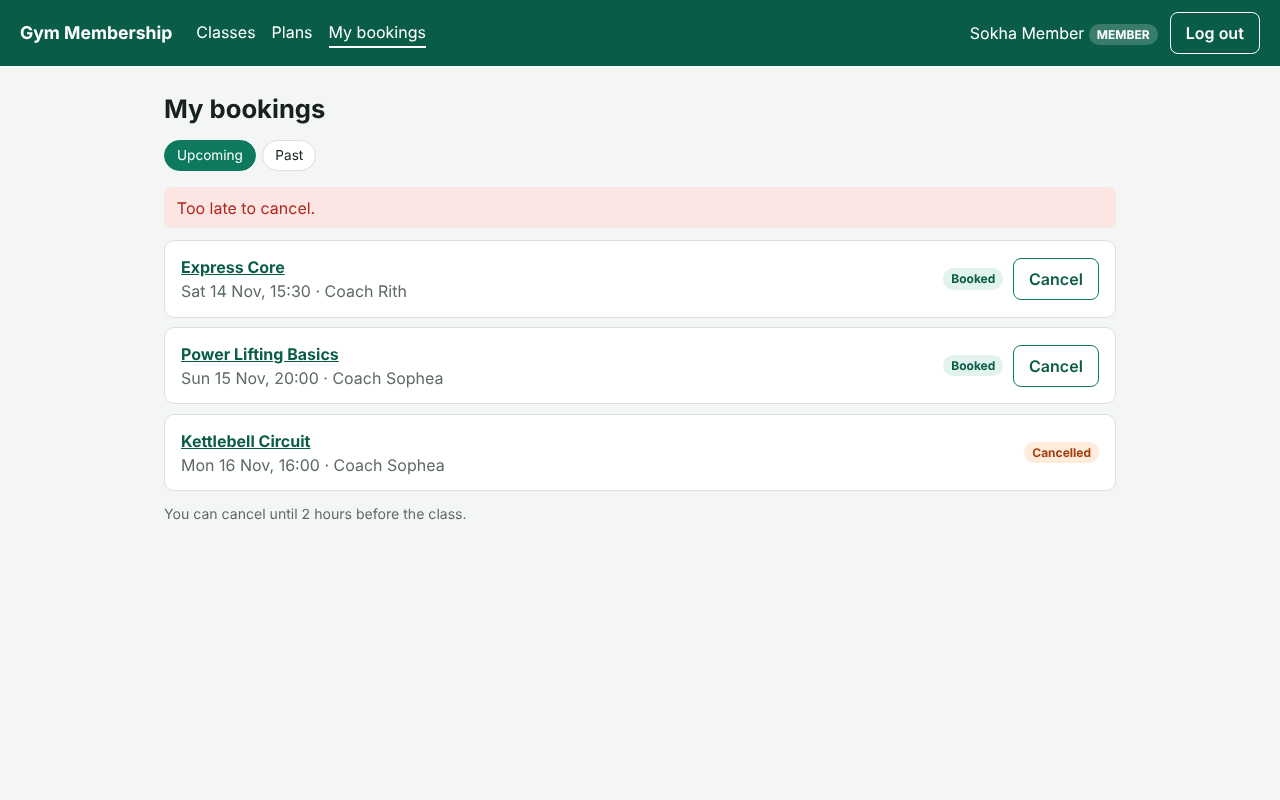 Gym Membership Classes Plans My bookings Sokha Member MEMBER Log out
My bookings
Upcoming Past
Too late to cancel.
Express Core
Sat 14 Nov, 15:30 · Coach Rith
Booked Cancel
Power Lifting Basics
Sun 15 Nov, 20:00 · Coach Sophea
Booked Cancel
Kettlebell Circuit
Mon 16 Nov, 16:00 · Coach Sophea
Cancelled
You can cancel until 2 hours before the class.